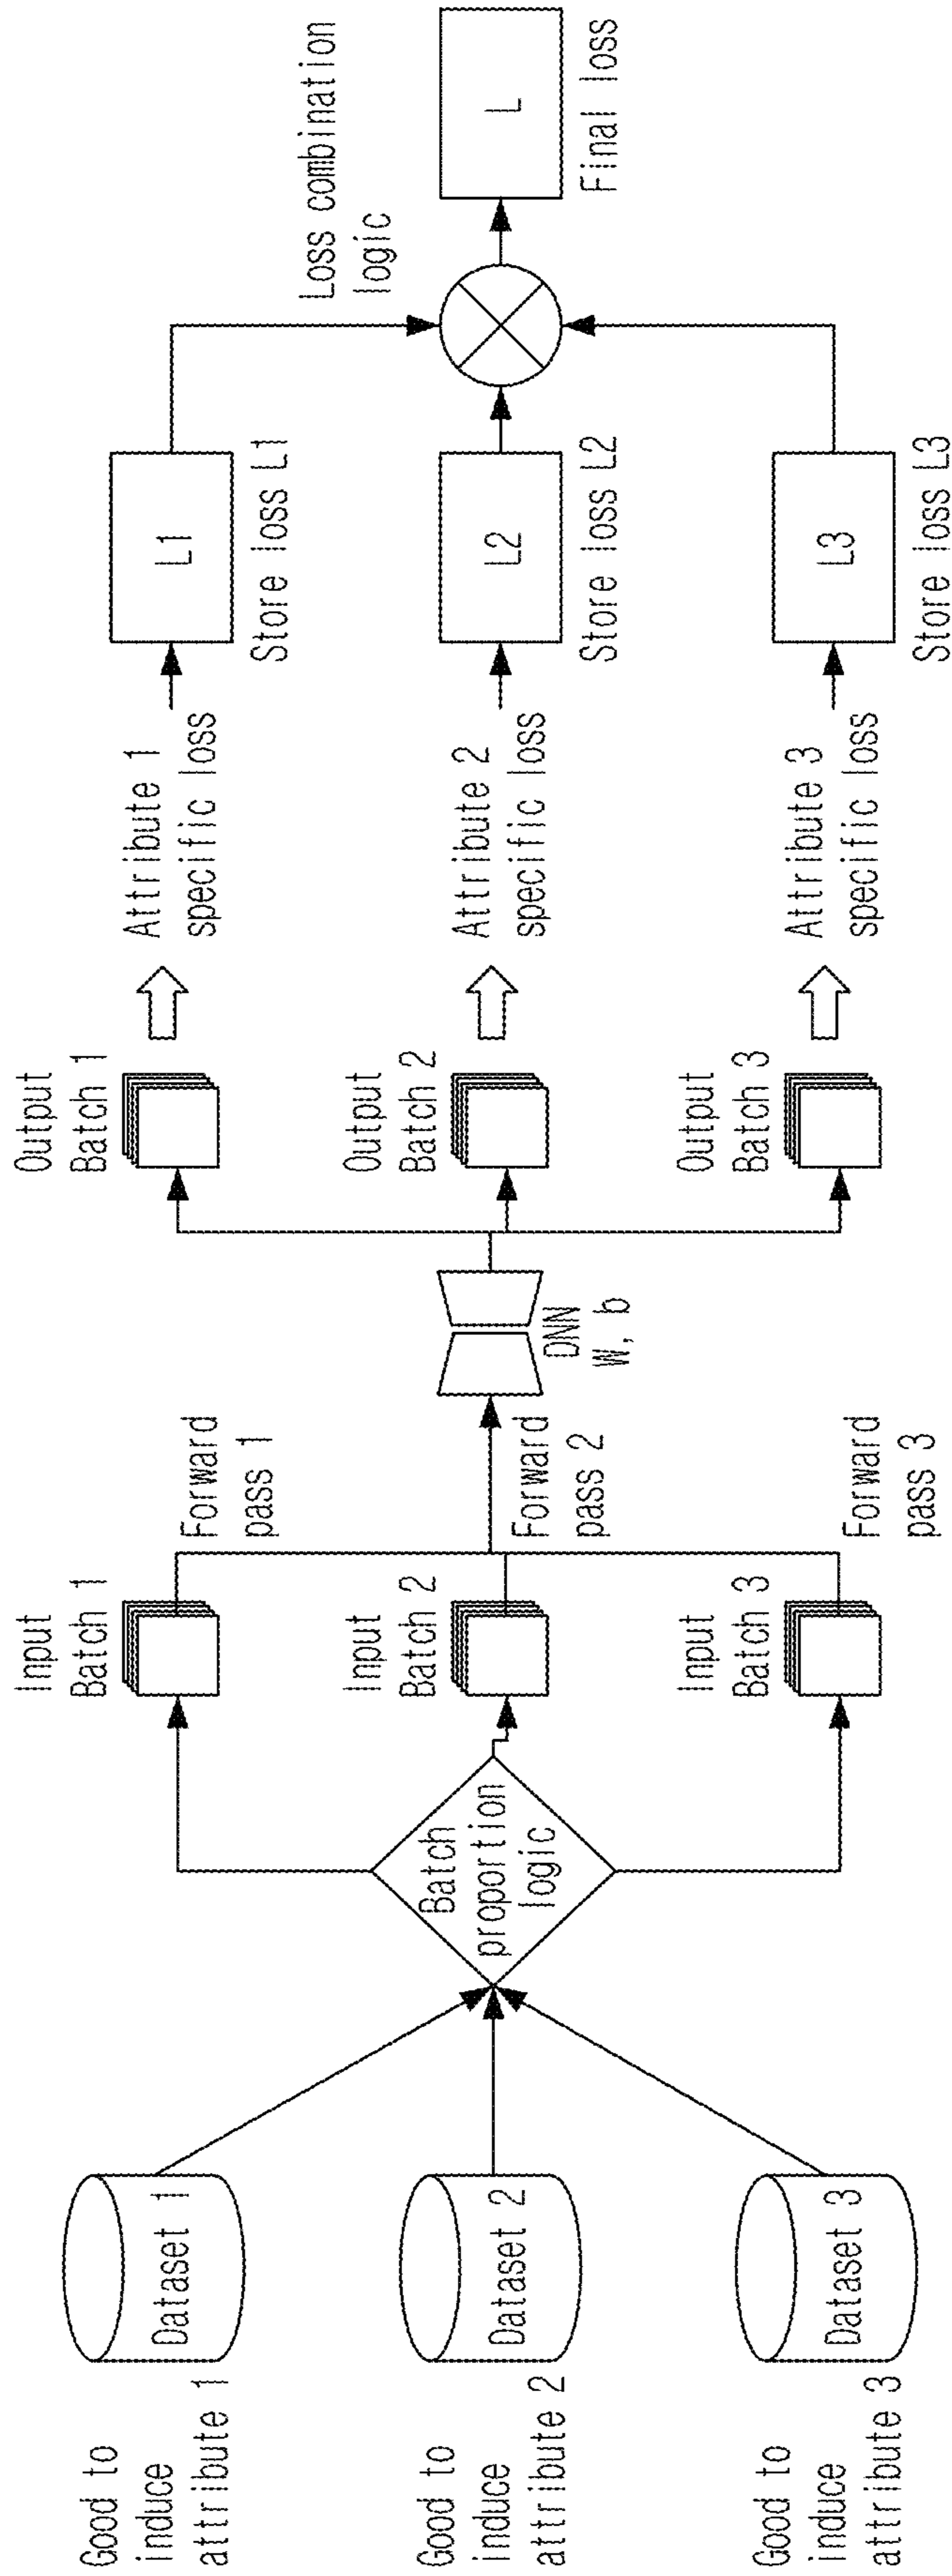 Good to
induce
attribute 1
Dataset 1
Good to
induce
attribute 2
Dataset 2
Good to
induce
attribute 3
Dataset 3
Batch
proportion
logic
Input
Batch 1
Input
Batch 2
Input
Batch 3
Forward
pass 1
Forward
pass 2
Forward
pass 3
DNN
W, b
Output
Batch 1
Output
Batch 2
Output
Batch 3
Attribute 1
specific loss
Attribute 2
specific loss
Attribute 3
specific loss
L1
Store loss L1
L2
Store loss L2
L3
Store loss L3
Loss combination
logic
L
Final loss